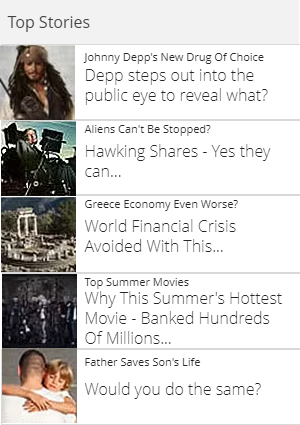 Top Stories
Johnny Depp's New Drug Of Choice
Depp steps out into the
public eye to reveal what?
Aliens Can't Be Stopped?
Hawking Shares - Yes they
can...
Greece Economy Even Worse?
World Financial Crisis
Avoided With This...
Top Summer Movies
Why This Summer's Hottest
Movie - Banked Hundreds
Of Millions...
Father Saves Son's Life
Would you do the same?